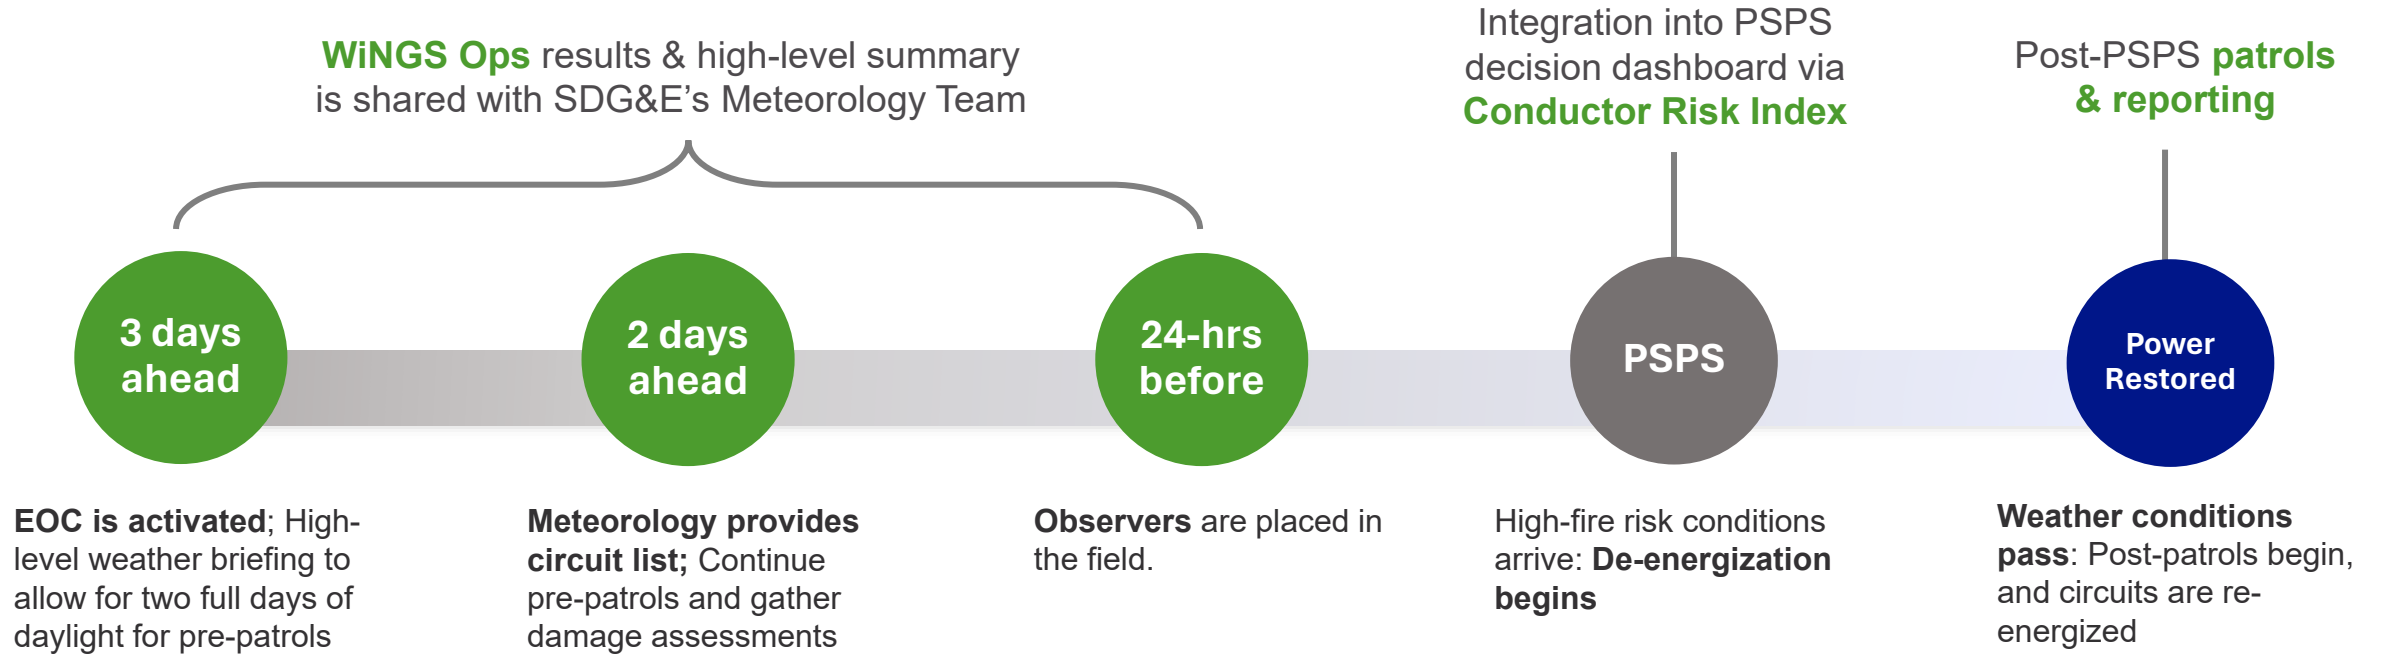 WiNGS Ops results & high-level summary
is shared with SDG&E’s Meteorology Team
Integration into PSPS
decision dashboard via
Conductor Risk Index
Post-PSPS patrols
& reporting
3 days
ahead
2 days
ahead
24-hrs
before
PSPS
Power
Restored
EOC is activated; High-
level weather briefing to
allow for two full days of
daylight for pre-patrols
Meteorology provides
circuit list; Continue
pre-patrols and gather
damage assessments
Observers are placed in
the field.
High-fire risk conditions
arrive: De-energization
begins
Weather conditions
pass: Post-patrols begin,
and circuits are re-
energized